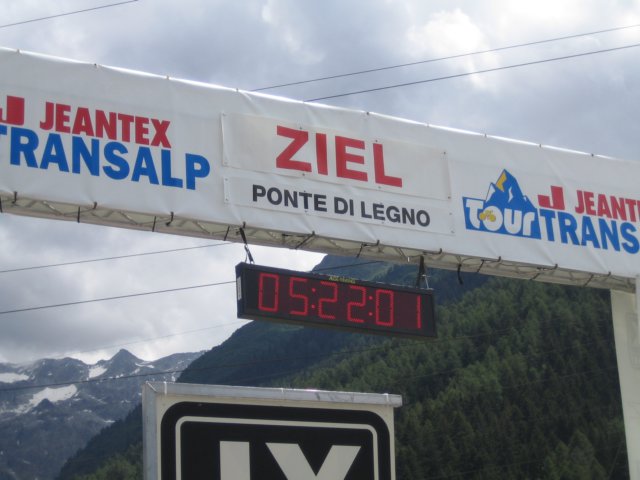 JEANTEX
TRANSALP
ZIEL
PONTE DI LEGNO
Tour
JEANTEX
TRANS
05:22:01